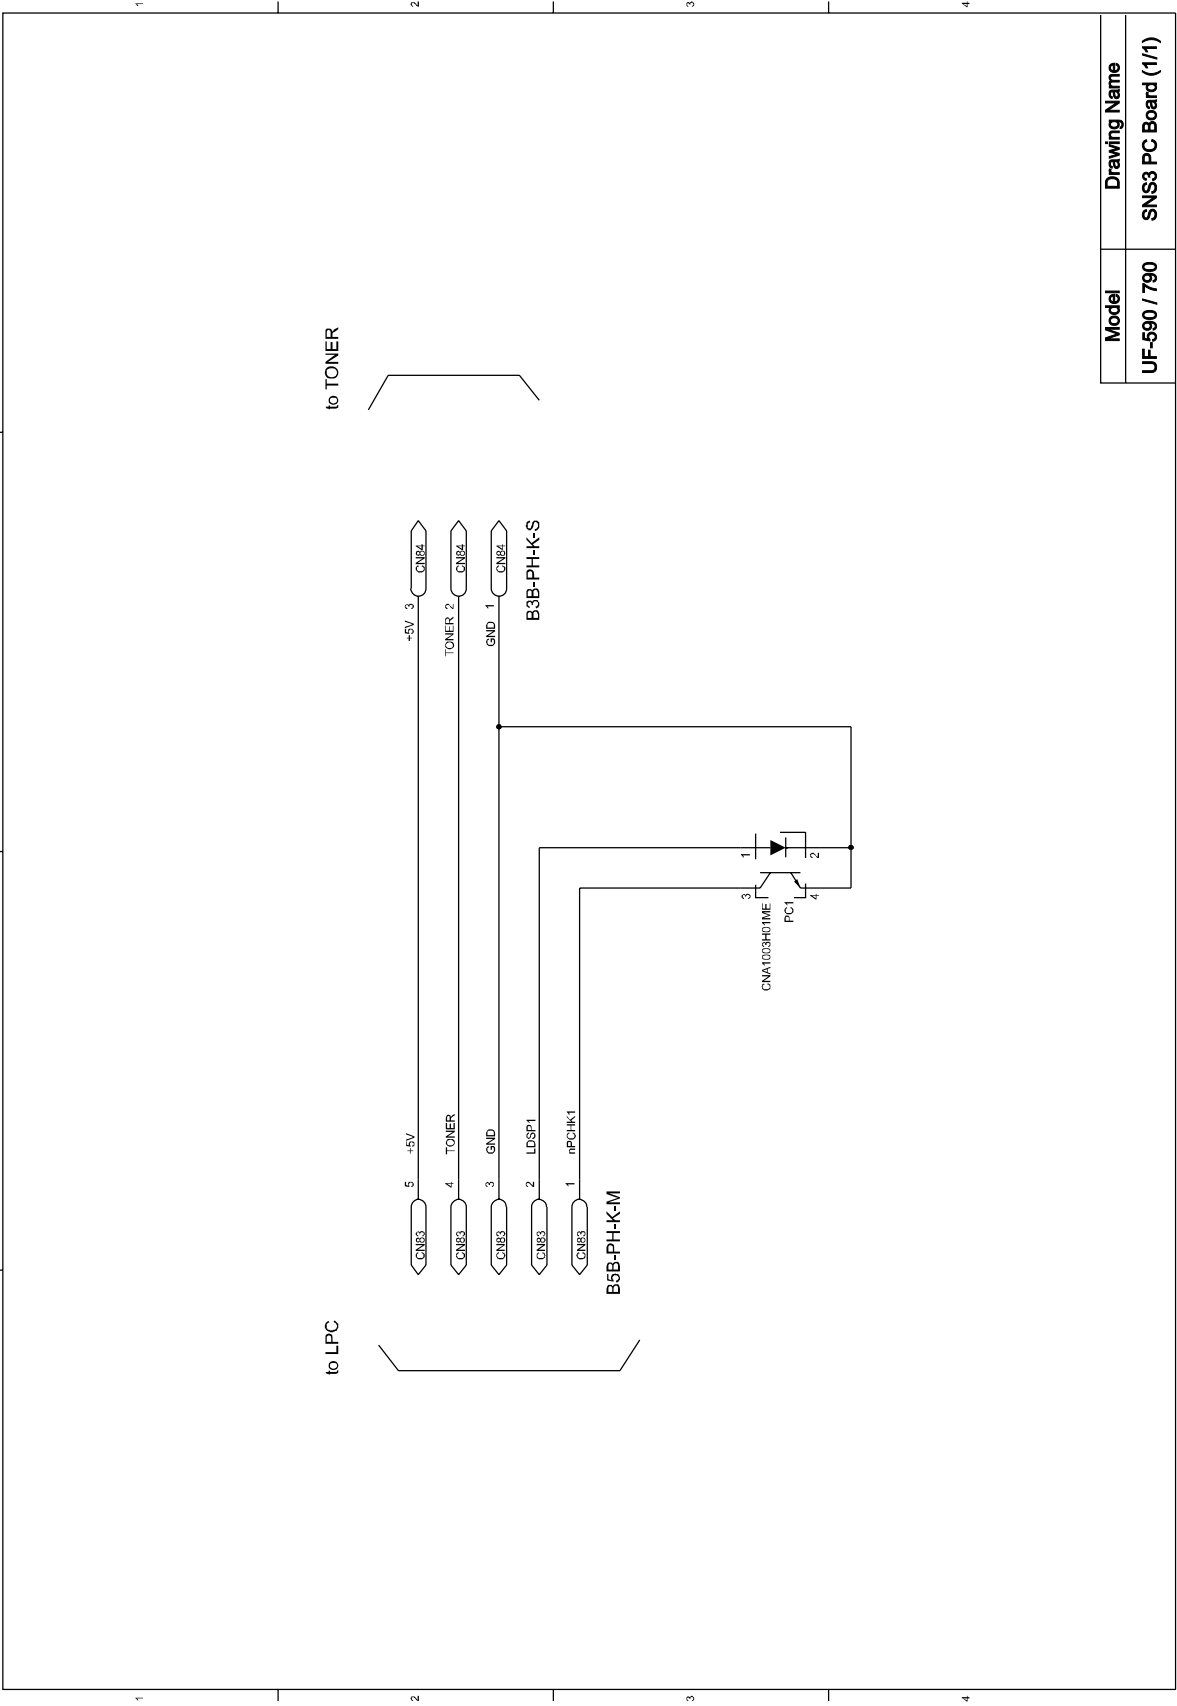 1
2
3
4
to LPC
to TONER
CN83
5
+5V
+5V
3
CN84
CN83
4
TONER
TONER
2
CN84
CN83
3
GND
GND
1
CN84
CN83
2
LDSP1
B3B-PH-K-S
CN83
1
nPCHK1
B5B-PH-K-M
3
1
CNA1003H01ME
PC1
4
2
Model
Drawing Name
UF-590 / 790
SNS3 PC Board (1/1)
1
2
3
4